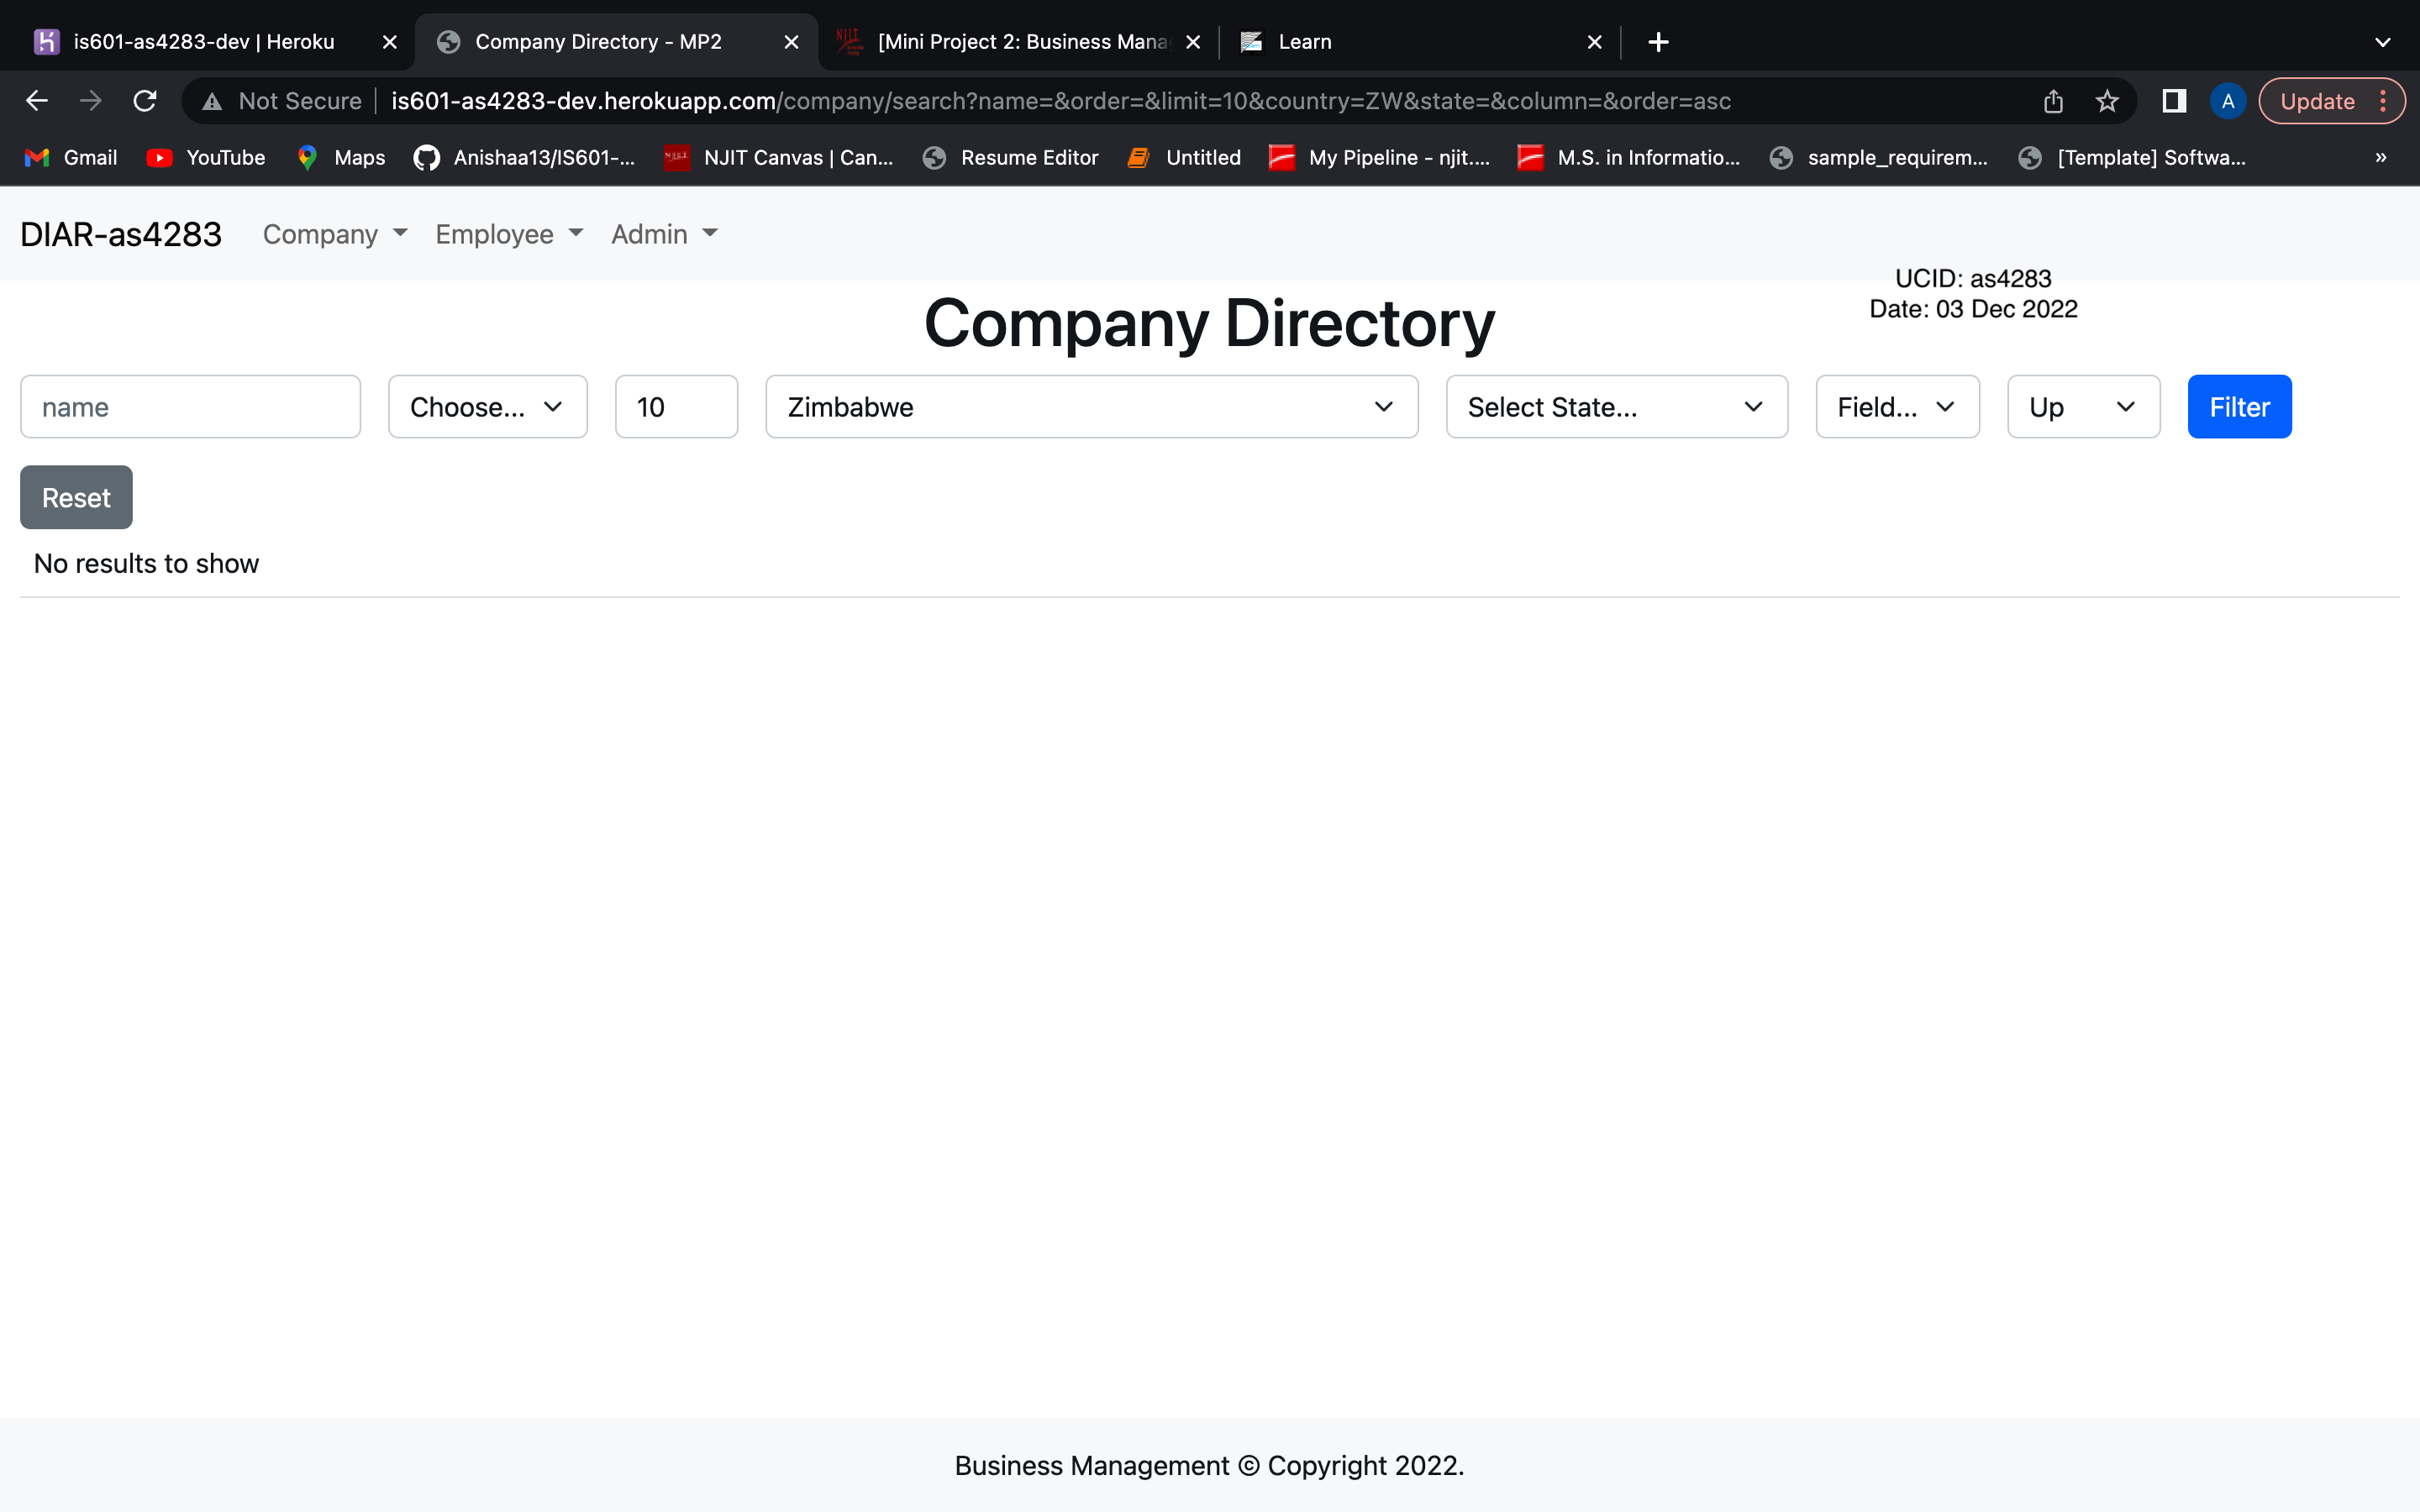 is601-as4283-dev | Heroku
Company Directory - MP2
[Mini Project 2: Business Mana
Learn
Not Secure
is601-as4283-dev.herokuapp.com/company/search?name=&order=&limit=10&country=ZW&state=&column=&order=asc
A
Update
Gmail
YouTube
Maps
Anishaa13/IS601-...
NJIT Canvas | Can...
Resume Editor
Untitled
My Pipeline - njit....
M.S. in Informatio...
sample_requirem...
[Template] Softwa...
»
DIAR-as4283
Company
Employee
Admin
UCID: as4283
Date: 03 Dec 2022
Company Directory
name
Choose...
10
Zimbabwe
Select State...
Field...
Up
Filter
Reset
No results to show
Business Management © Copyright 2022.